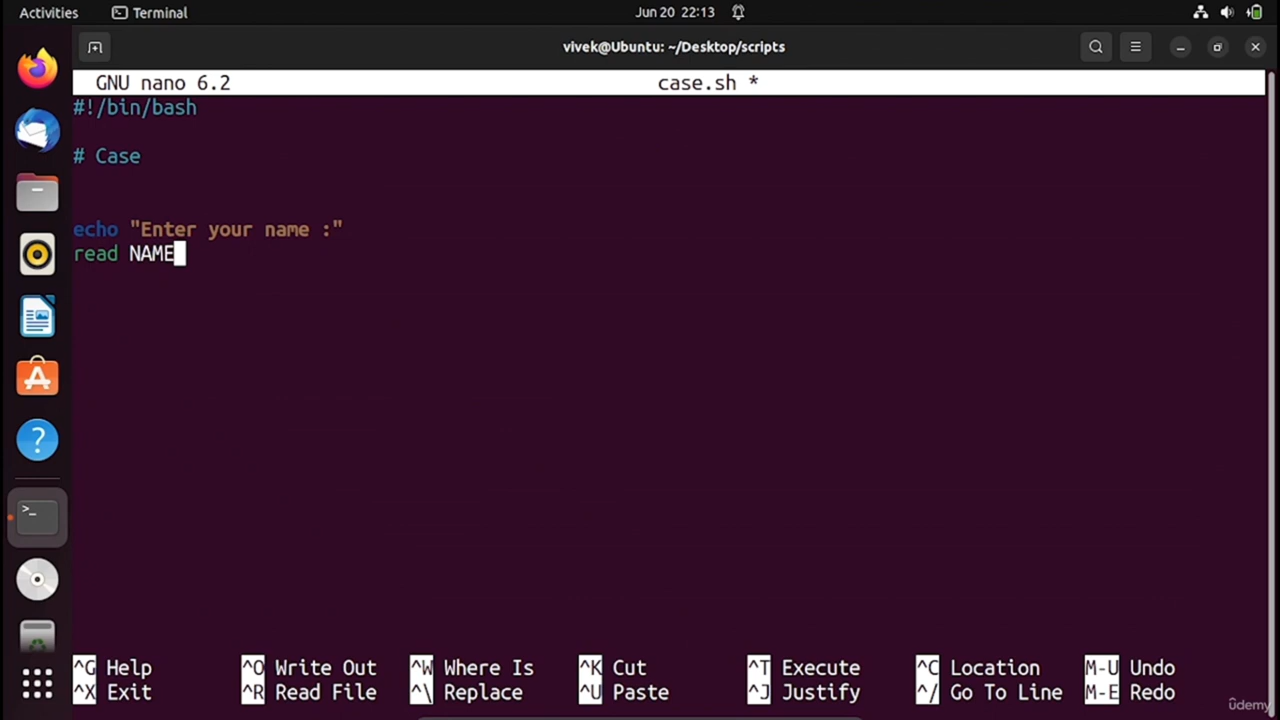 Activities Terminal Jun 20 22:13
vivek@Ubuntu: ~/Desktop/scripts
GNU nano 6.2 case.sh *
#!/bin/bash
# Case
echo "Enter your name :"
read NAME
^G Help ^O Write Out ^W Where Is ^K Cut ^T Execute ^C Location M-U Undo
^X Exit ^R Read File ^\ Replace ^U Paste ^J Justify ^/ Go To Line M-E Redo
ûdemy